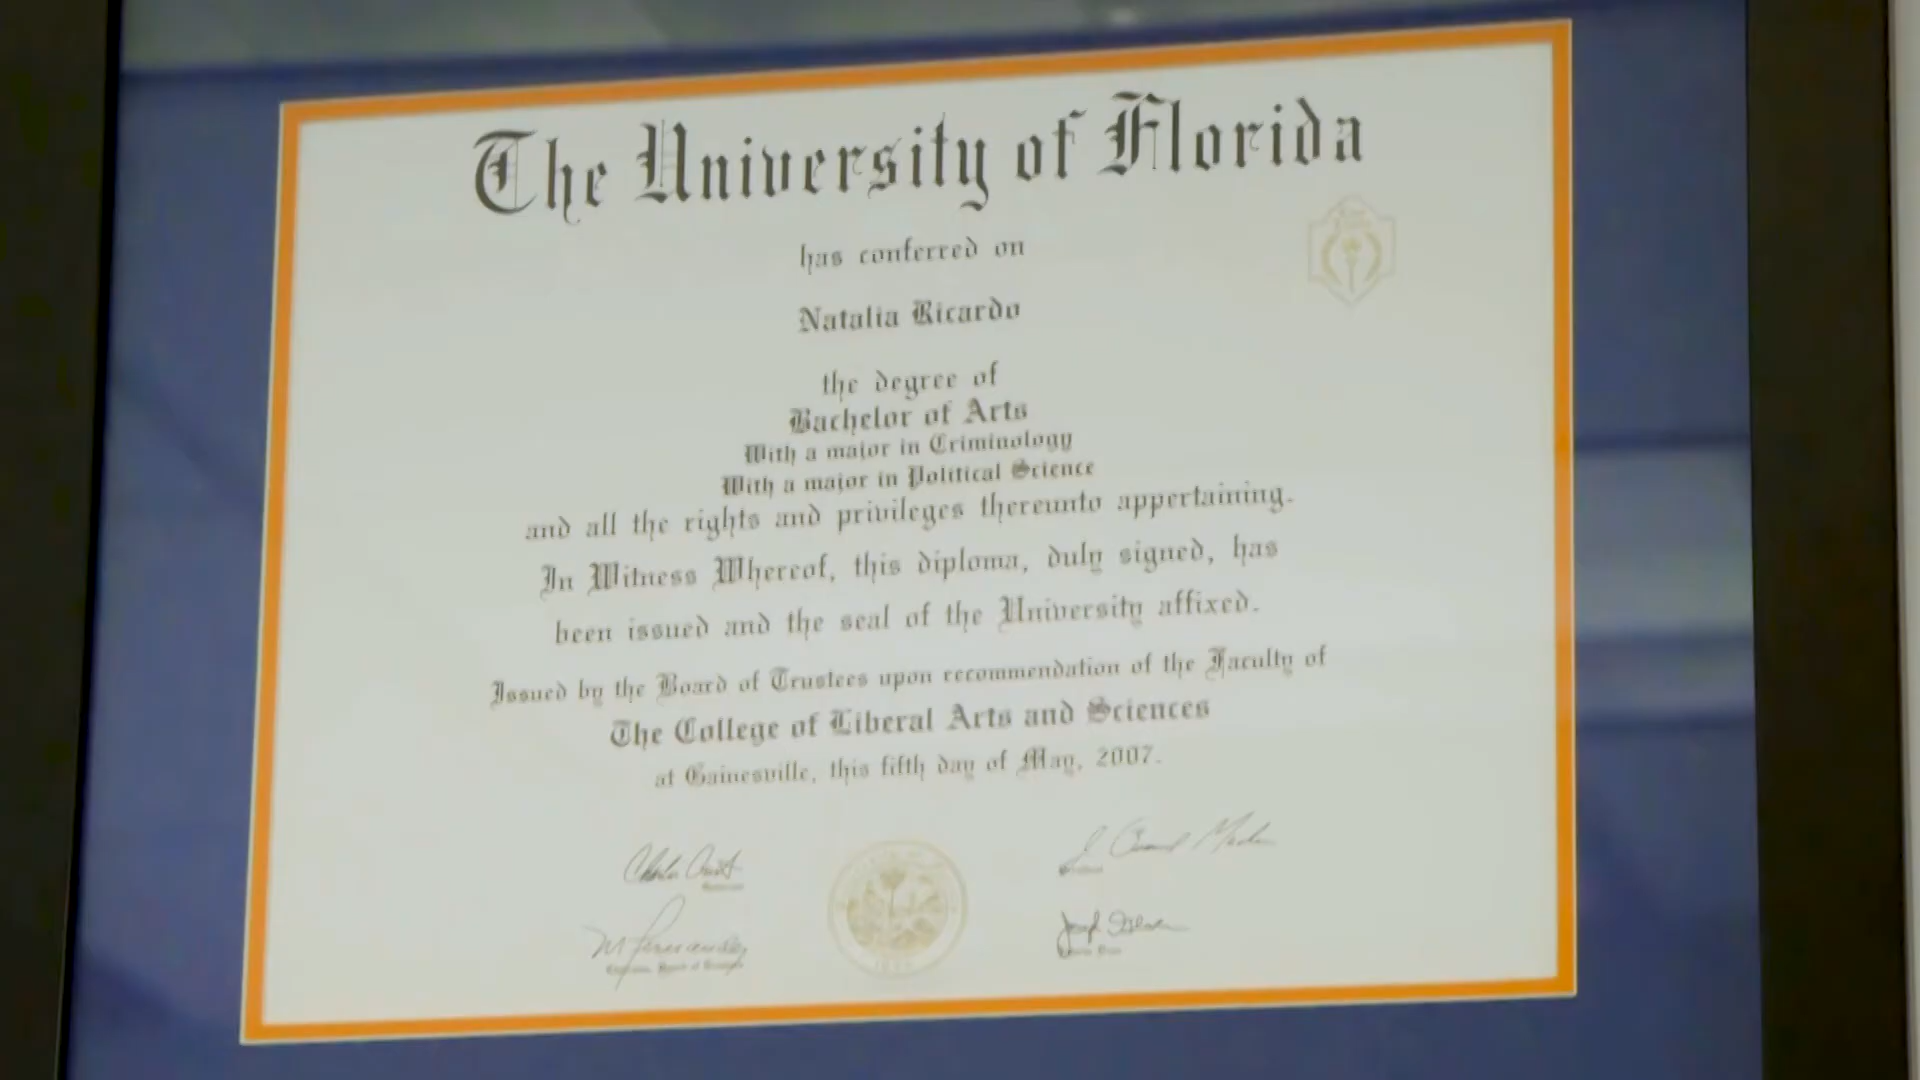 The University of Florida
has conferred on
Natalia Ricardo
the degree of
Bachelor of Arts
With a major in Criminology
With a major in Political Science
and all the rights and privileges thereunto appertaining.
In Witness Whereof, this diploma, duly signed, has
been issued and the seal of the University affixed.
Issued by the Board of Trustees upon recommendation of the Faculty of
The College of Liberal Arts and Sciences
at Gainesville, this fifth day of May, 2007.